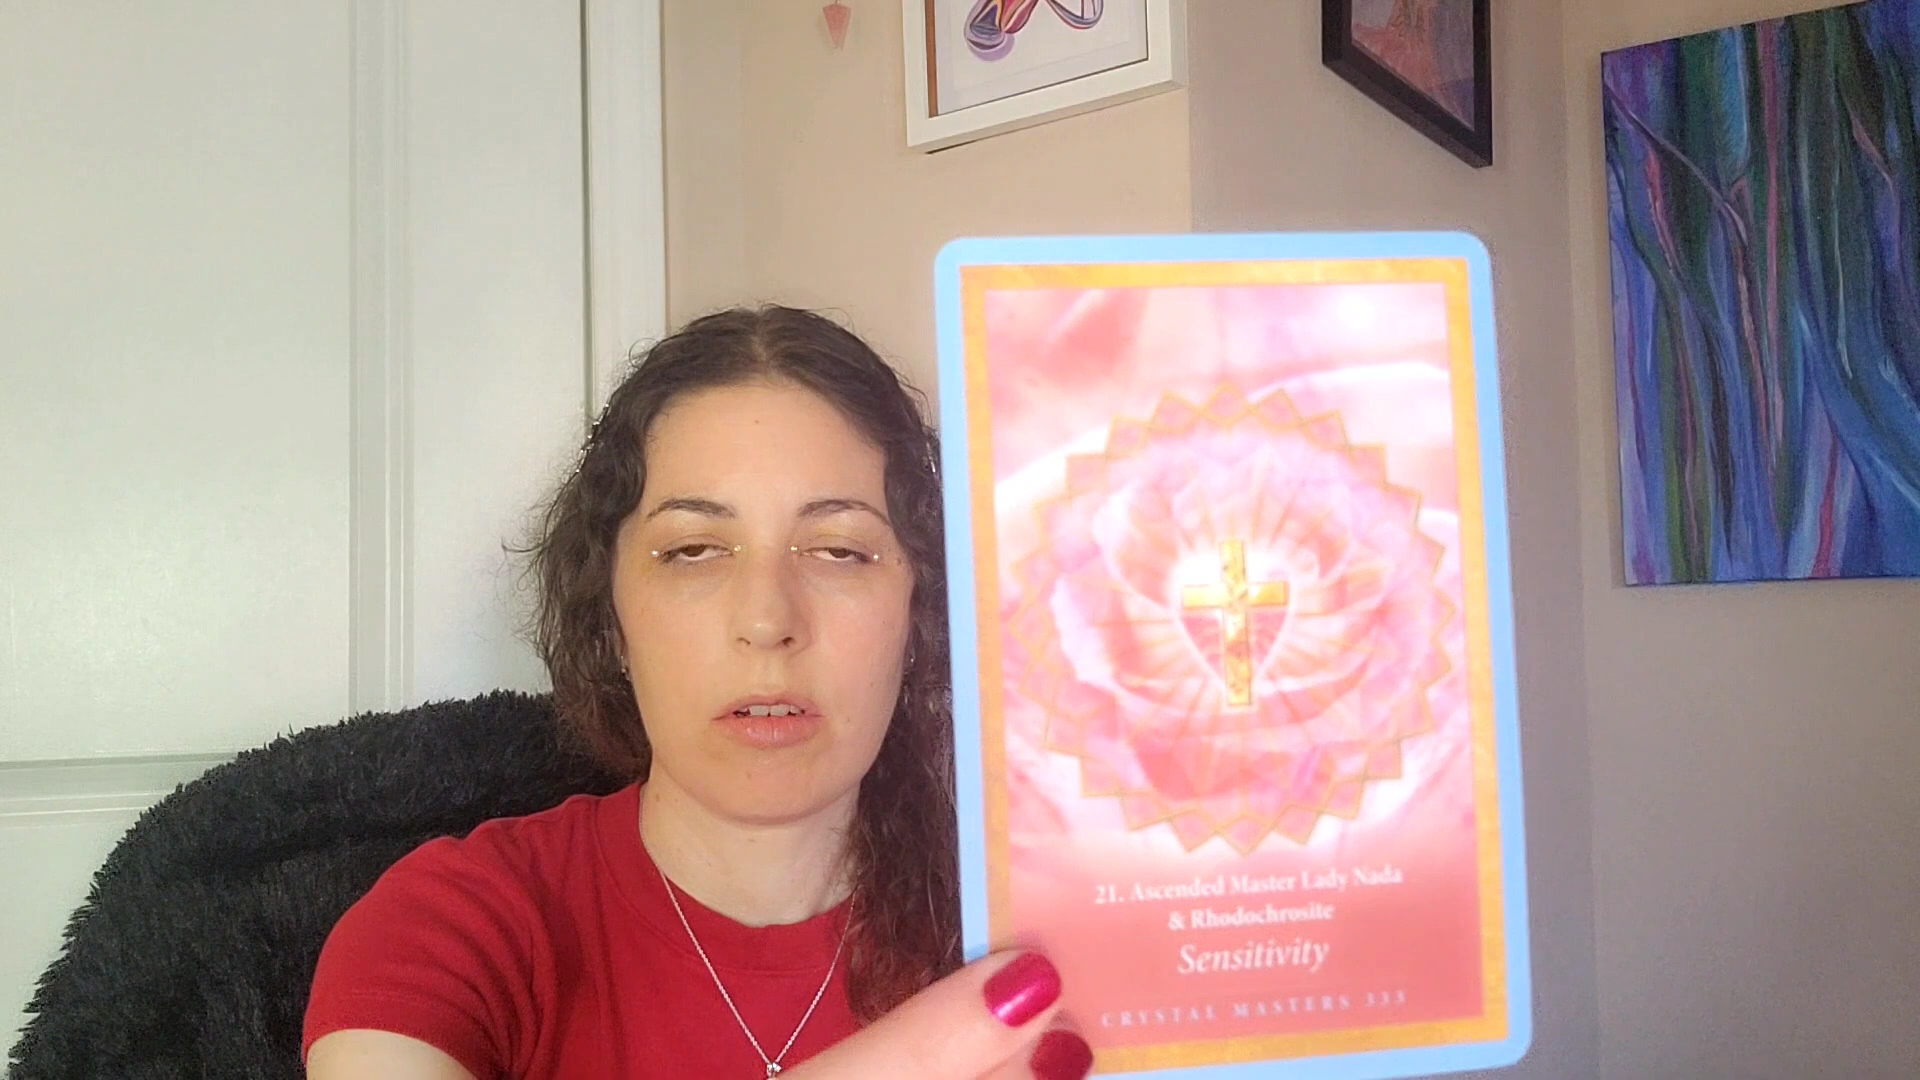 21. Ascended Master Lady Nada
& Rhodochrosite
Sensitivity
CRYSTAL MASTERS 333